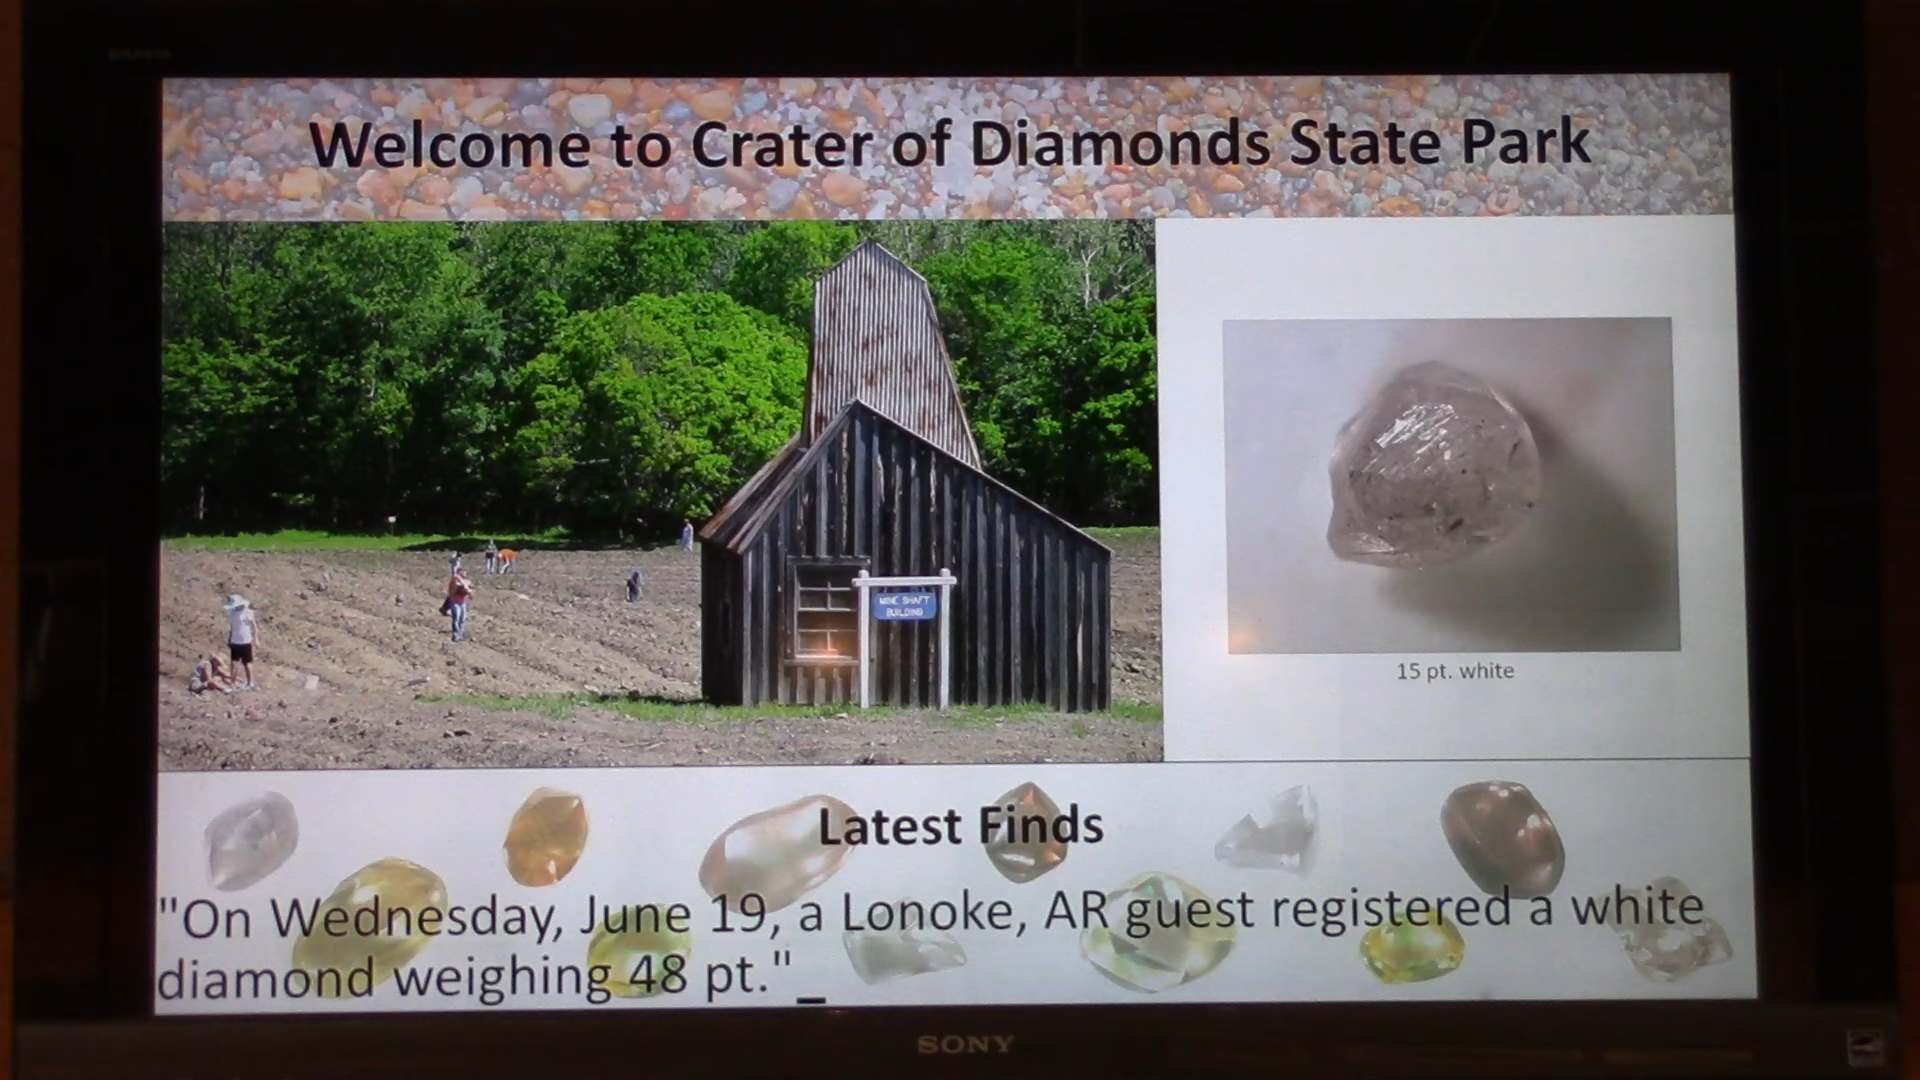 BRAVIA
Welcome to Crater of Diamonds State Park
MINE SHAFT
BUILDING
15 pt. white
Latest Finds
"On Wednesday, June 19, a Lonoke, AR guest registered a white
diamond weighing 48 pt."_
SONY